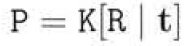 P = K[R | t]